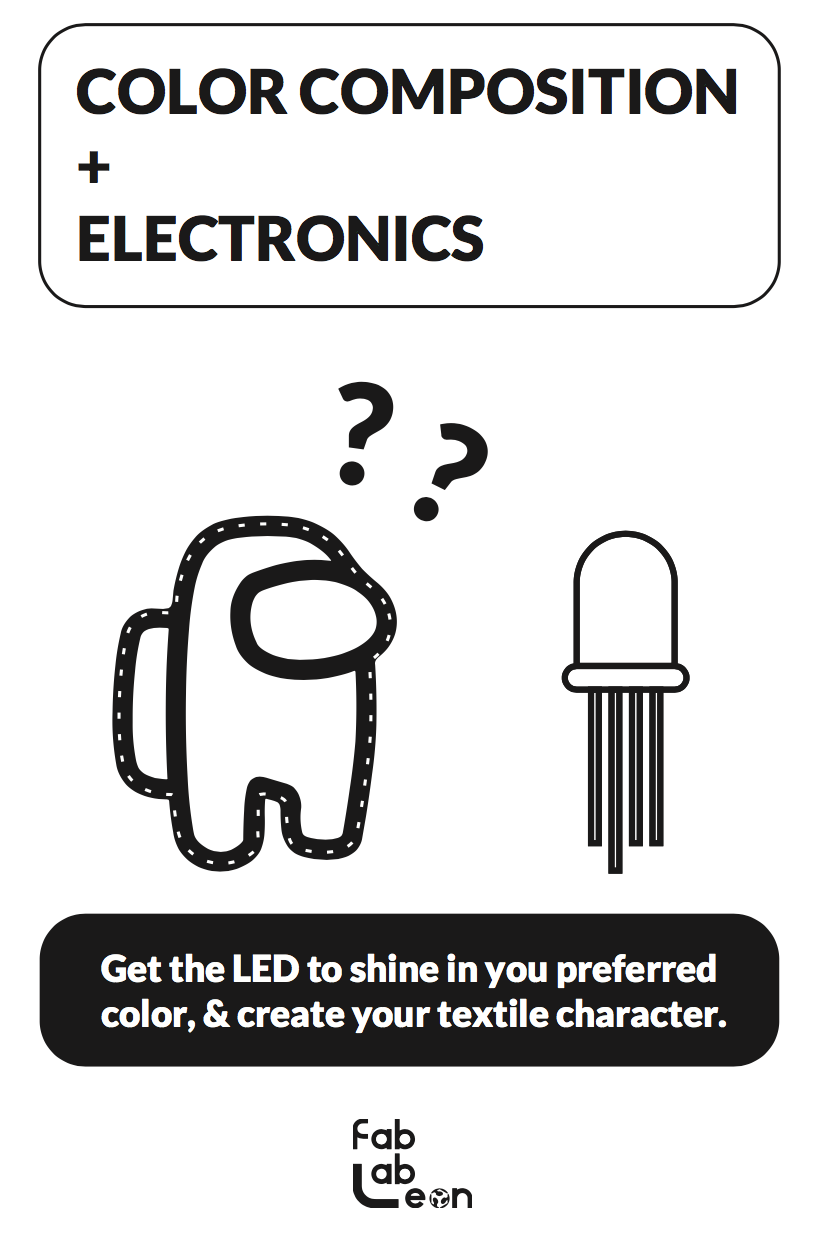 COLOR COMPOSITION
+
ELECTRONICS
? ?
Get the LED to shine in you preferred
color, & create your textile character.
Fab
Lab
Leon